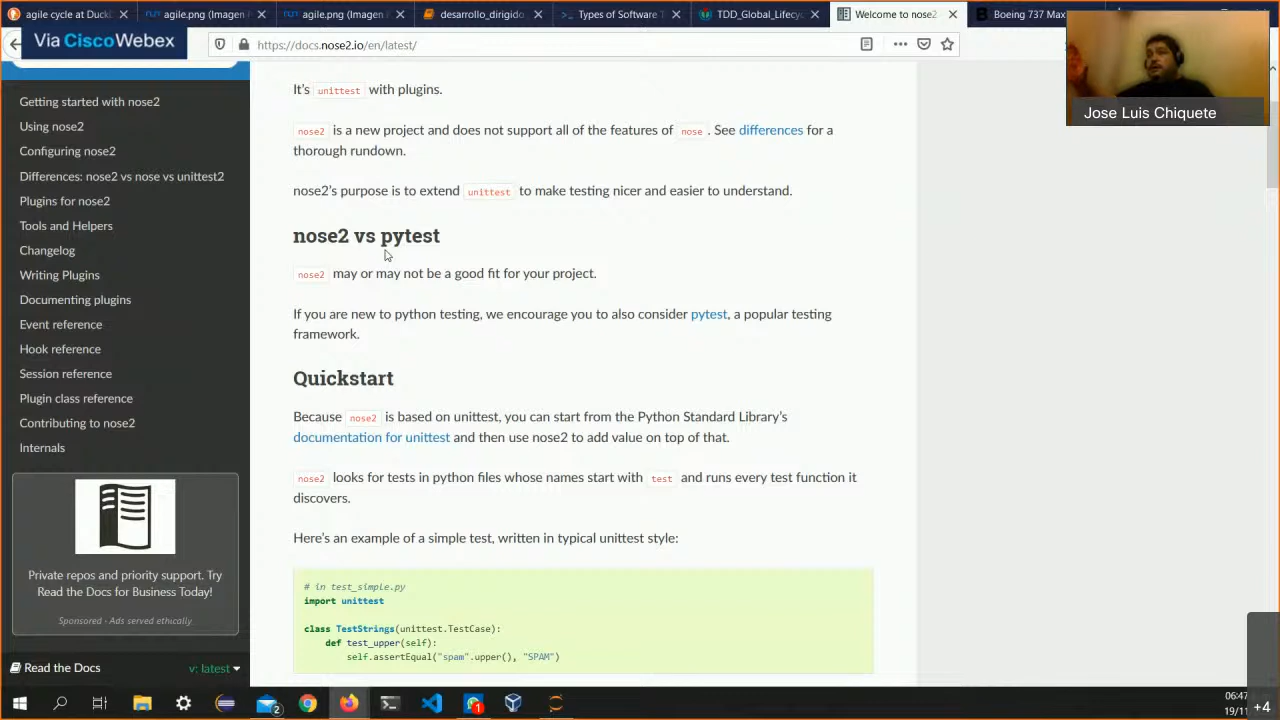 agile cycle at Duck
agile.png (Imagen
agile.png (Imagen
desarrollo_dirigido
Types of Software
TDD_Global_Lifecy
Welcome to nose2
Boeing 737 Max
Via CiscoWebex
https://docs.nose2.io/en/latest/
Jose Luis Chiquete
Getting started with nose2
Using nose2
Configuring nose2
Differences: nose2 vs nose vs unittest2
Plugins for nose2
Tools and Helpers
Changelog
Writing Plugins
Documenting plugins
Event reference
Hook reference
Session reference
Plugin class reference
Contributing to nose2
Internals
Private repos and priority support. Try
Read the Docs for Business Today!
Sponsored · Ads served ethically
Read the Docs
v: latest
It's unittest with plugins.
nose2 is a new project and does not support all of the features of nose . See differences for a
thorough rundown.
nose2's purpose is to extend unittest to make testing nicer and easier to understand.
nose2 vs pytest
nose2 may or may not be a good fit for your project.
If you are new to python testing, we encourage you to also consider pytest, a popular testing
framework.
Quickstart
Because nose2 is based on unittest, you can start from the Python Standard Library's
documentation for unittest and then use nose2 to add value on top of that.
nose2 looks for tests in python files whose names start with test and runs every test function it
discovers.
Here's an example of a simple test, written in typical unittest style:
# in test_simple.py
import unittest
class TestStrings(unittest.TestCase):
def test_upper(self):
self.assertEqual("spam".upper(), "SPAM")
2
1
06:47
19/11
+4